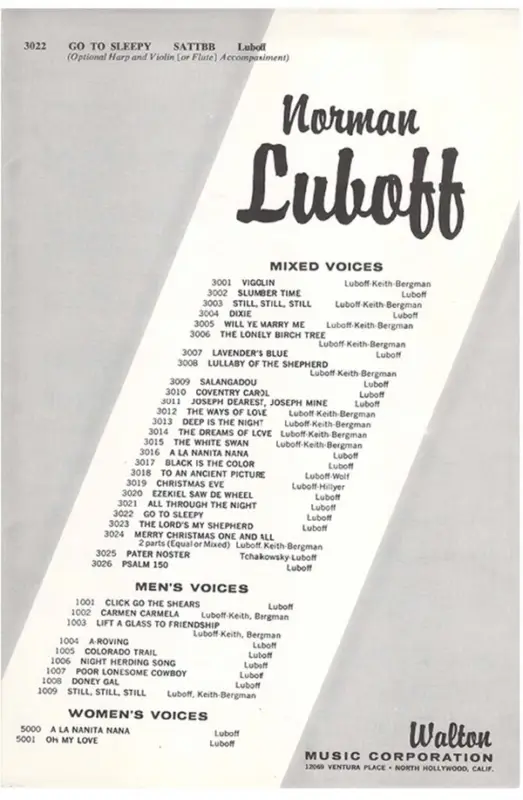 3022 GO TO SLEEPY SATTBB Luboff
(Optional Harp and Violin [or Flute] Accompaniment)
Norman
Luboff
MIXED VOICES
3001 VIGOLIN Luboff-Keith-Bergman
3002 SLUMBER TIME Luboff
3003 STILL, STILL, STILL Luboff-Keith-Bergman
3004 DIXIE Luboff
3005 WILL YE MARRY ME Luboff-Keith-Bergman
3006 THE LONELY BIRCH TREE
Luboff-Keith-Bergman
3007 LAVENDER'S BLUE Luboff
3008 LULLABY OF THE SHEPHERD
Luboff-Keith-Bergman
3009 SALANGADOU Luboff
3010 COVENTRY CAROL Luboff
3011 JOSEPH DEAREST, JOSEPH MINE Luboff
3012 THE WAYS OF LOVE Luboff-Keith-Bergman
3013 DEEP IS THE NIGHT Luboff-Keith-Bergman
3014 THE DREAMS OF LOVE Luboff-Keith-Bergman
3015 THE WHITE SWAN Luboff-Keith-Bergman
3016 A LA NANITA NANA Luboff
3017 BLACK IS THE COLOR Luboff
3018 TO AN ANCIENT PICTURE Luboff-Wolf
3019 CHRISTMAS EVE Luboff-Hillyer
3020 EZEKIEL SAW DE WHEEL Luboff
3021 ALL THROUGH THE NIGHT Luboff
3022 GO TO SLEEPY Luboff
3023 THE LORD'S MY SHEPHERD Luboff
3024 MERRY CHRISTMAS ONE AND ALL
2 parts (Equal or Mixed) Luboff, Keith-Bergman
3025 PATER NOSTER Tchaikowsky-Luboff
3026 PSALM 150 Luboff
MEN'S VOICES
1001 CLICK GO THE SHEARS Luboff
1002 CARMEN CARMELA Luboff-Keith, Bergman
1003 LIFT A GLASS TO FRIENDSHIP
Luboff-Keith, Bergman
1004 A-ROVING Luboff
1005 COLORADO TRAIL Luboff
1006 NIGHT HERDING SONG Luboff
1007 POOR LONESOME COWBOY Luboff
1008 DONEY GAL Luboff
1009 STILL, STILL, STILL Luboff, Keith-Bergman
WOMEN'S VOICES
5000 A LA NANITA NANA Luboff
5001 OH MY LOVE Luboff
Walton
MUSIC CORPORATION
12069 VENTURA PLACE • NORTH HOLLYWOOD, CALIF.